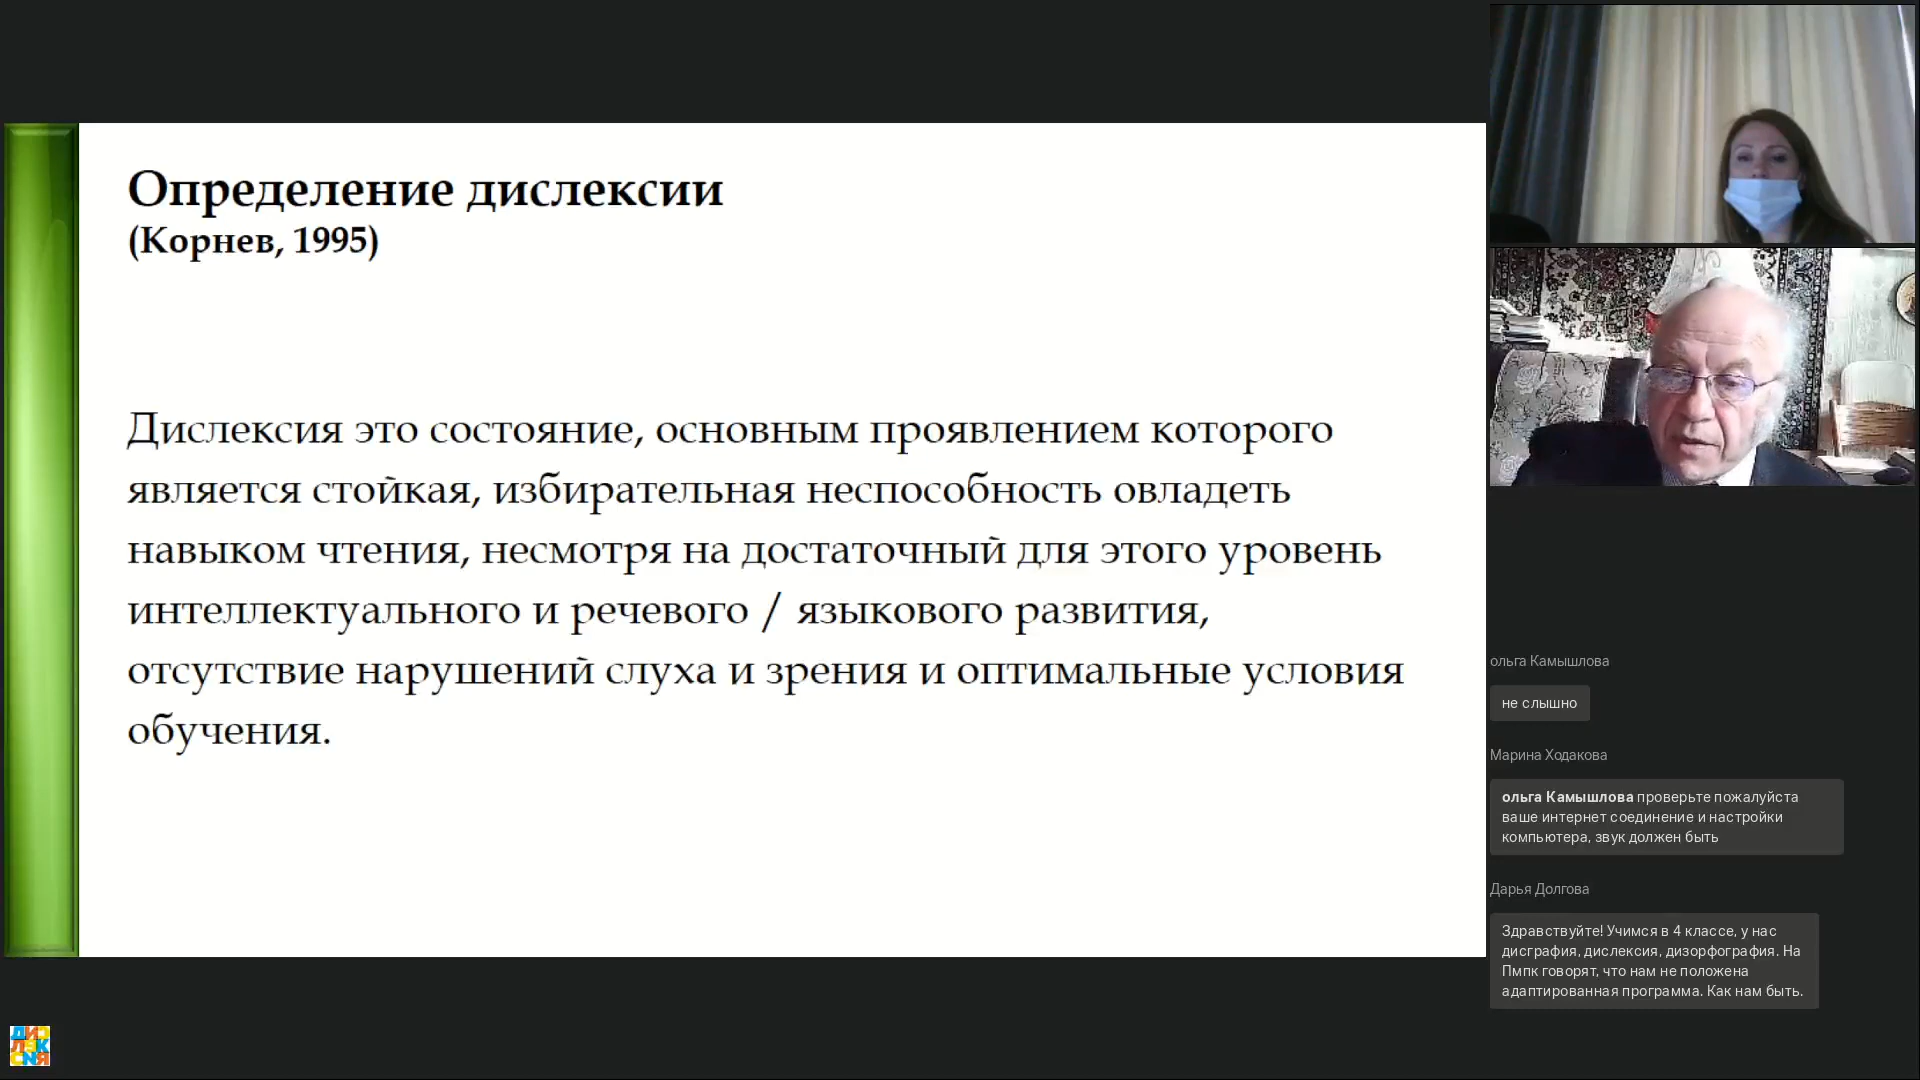 Определение дислексии
(Корнев, 1995)
Дислексия это состояние, основным проявлением которого
является стойкая, избирательная неспособность овладеть
навыком чтения, несмотря на достаточный для этого уровень
интеллектуального и речевого / языкового развития,
отсутствие нарушений слуха и зрения и оптимальные условия
обучения.
ольга Камышлова
не слышно
Марина Ходакова
ольга Камышлова проверьте пожалуйста
ваше интернет соединение и настройки
компьютера, звук должен быть
Дарья Долгова
Здравствуйте! Учимся в 4 классе, у нас
дисграфия, дислексия, дизорфография. На
Пмпк говорят, что нам не положена
адаптированная программа. Как нам быть.
ДИС
ЛЕК
СИЯ